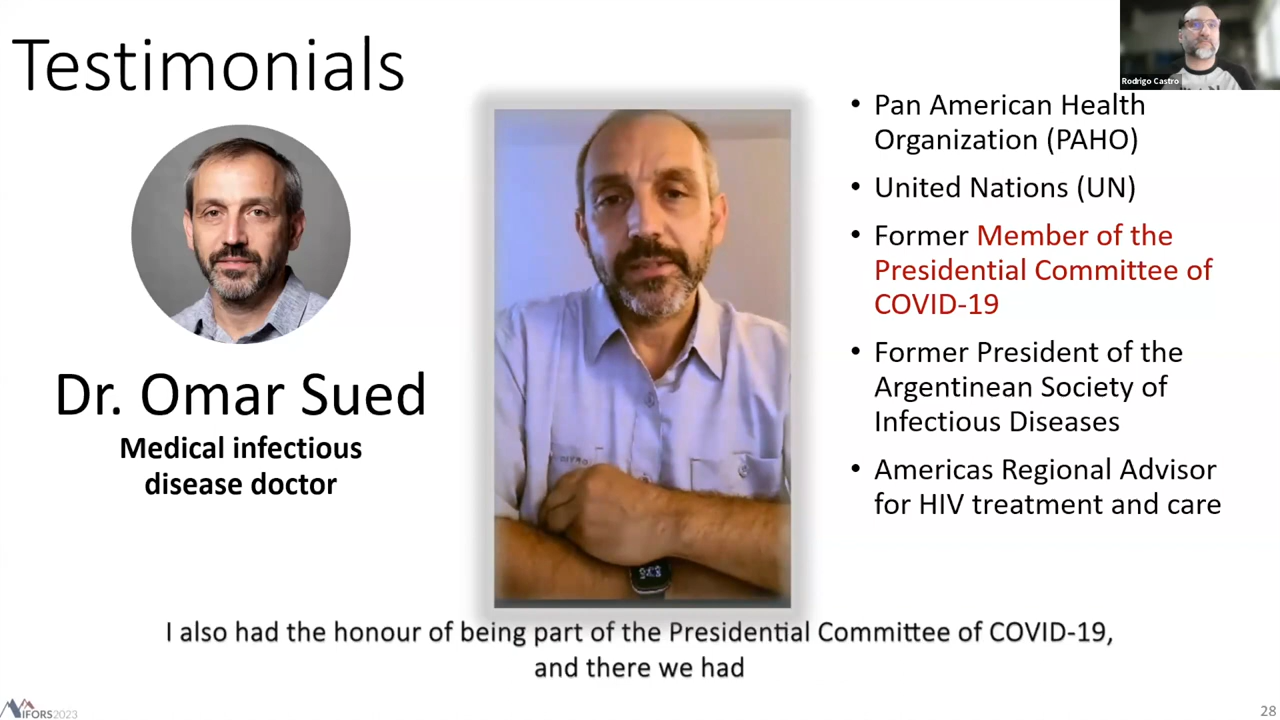 Testimonials
Rodrigo Castro
Dr. Omar Sued
Medical infectious
disease doctor
• Pan American Health
Organization (PAHO)
• United Nations (UN)
• Former Member of the
Presidential Committee of
COVID-19
• Former President of the
Argentinean Society of
Infectious Diseases
• Americas Regional Advisor
for HIV treatment and care
I also had the honour of being part of the Presidential Committee of COVID-19,
and there we had
IFORS2023
28